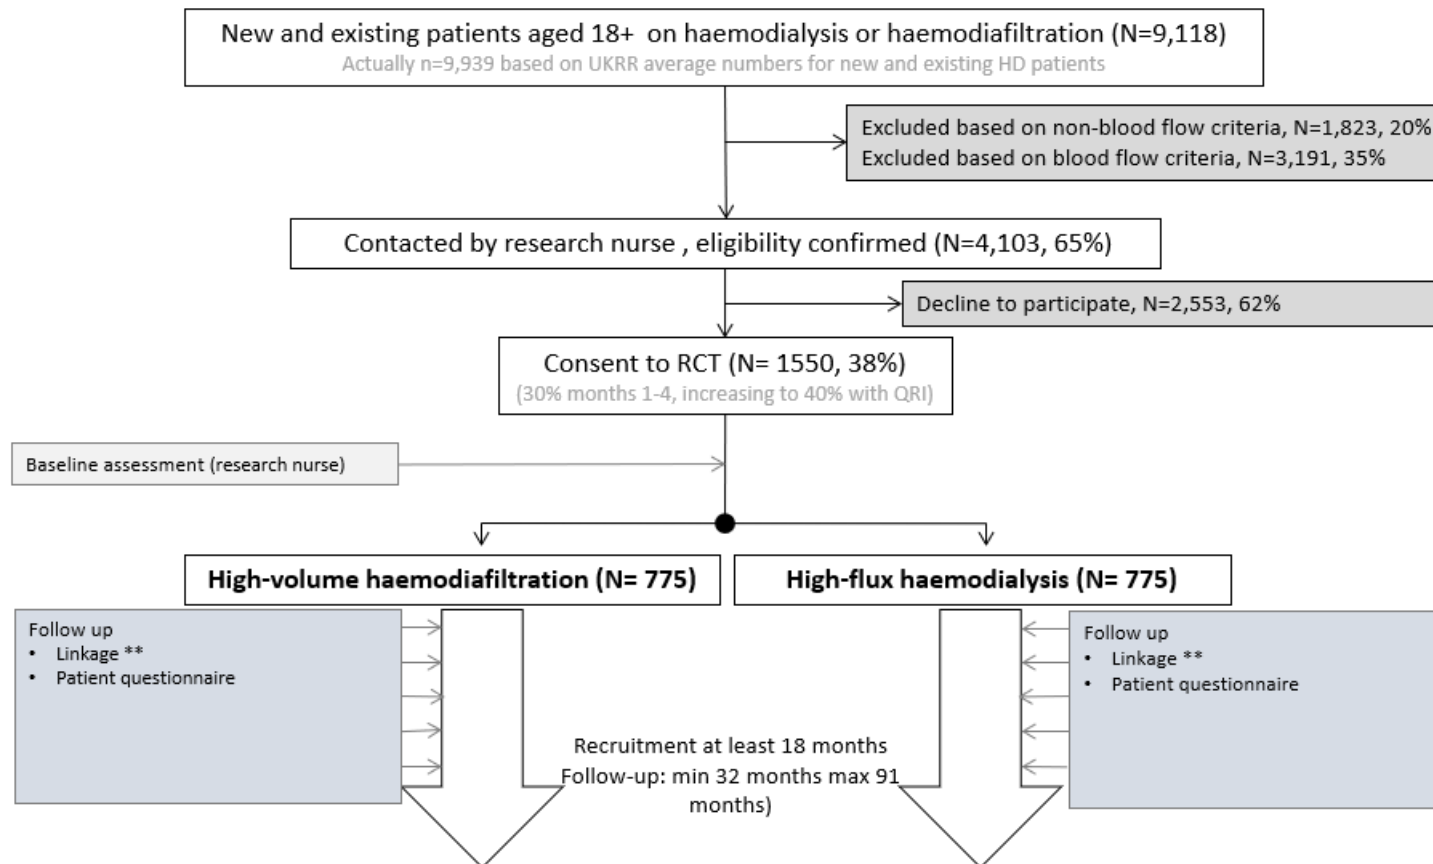 New and existing patients aged 18+ on haemodialysis or haemodiafiltration (N=9,118)
Actually n=9,939 based on UKRR average numbers for new and existing HD patients
Excluded based on non-blood flow criteria, N=1,823, 20%
Excluded based on blood flow criteria, N=3,191, 35%
Contacted by research nurse , eligibility confirmed (N=4,103, 65%)
Decline to participate, N=2,553, 62%
Consent to RCT (N= 1550, 38%)
(30% months 1-4, increasing to 40% with QRI)
Baseline assessment (research nurse)
High-volume haemodiafiltration (N= 775)
High-flux haemodialysis (N= 775)
Follow up
• Linkage **
• Patient questionnaire
Follow up
• Linkage **
• Patient questionnaire
Recruitment at least 18 months
Follow-up: min 32 months max 91
months)